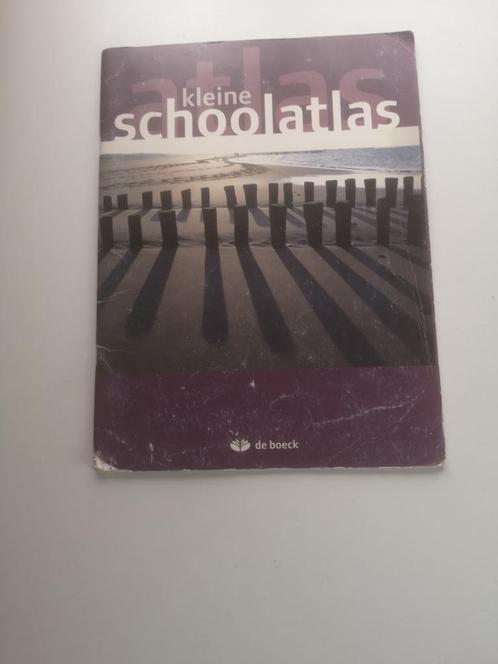 atlas
kleine
schoolatlas
de boeck